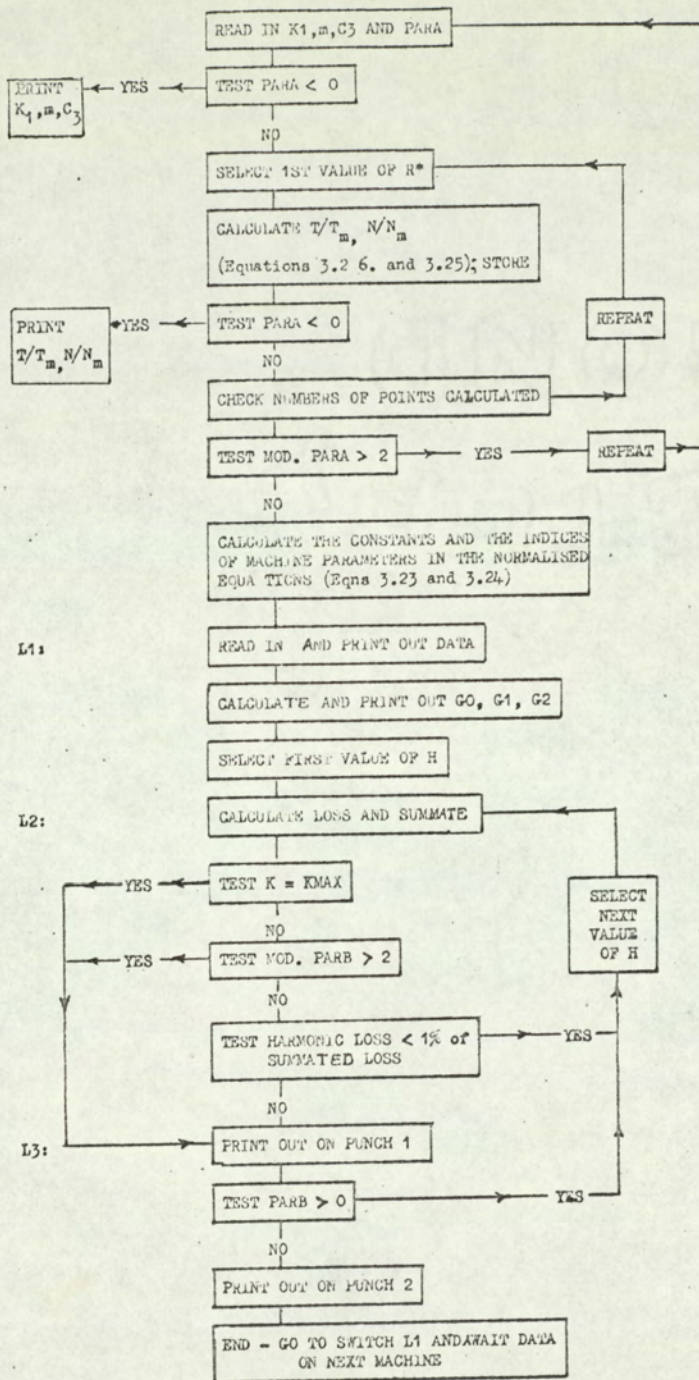 READ IN K1,m,C3 AND PARA
TEST PARA < 0
YES
PRINT
K₁,m,C₃
NO
SELECT 1ST VALUE OF R*
CALCULATE T/Tₘ, N/Nₘ
(Equations 3.2 6. and 3.25); STORE
TEST PARA < 0
YES
PRINT
T/Tₘ,N/Nₘ
REPEAT
NO
CHECK NUMBERS OF POINTS CALCULATED
TEST MOD. PARA > 2
YES
REPEAT
NO
CALCULATE THE CONSTANTS AND THE INDICES
OF MACHINE PARAMETERS IN THE NORMALISED
EQUA TIONS (Eqns 3.23 and 3.24)
L1:
READ IN AND PRINT OUT DATA
CALCULATE AND PRINT OUT G0, G1, G2
SELECT FIRST VALUE OF H
L2:
CALCULATE LOSS AND SUMMATE
YES
TEST K = KMAX
SELECT
NEXT
VALUE
OF H
NO
YES
TEST MOD. PARB > 2
NO
TEST HARMONIC LOSS < 1% of
SUMMATED LOSS
YES
NO
L3:
PRINT OUT ON PUNCH 1
TEST PARB > 0
YES
NO
PRINT OUT ON PUNCH 2
END - GO TO SWITCH L1 ANDAWAIT DATA
ON NEXT MACHINE